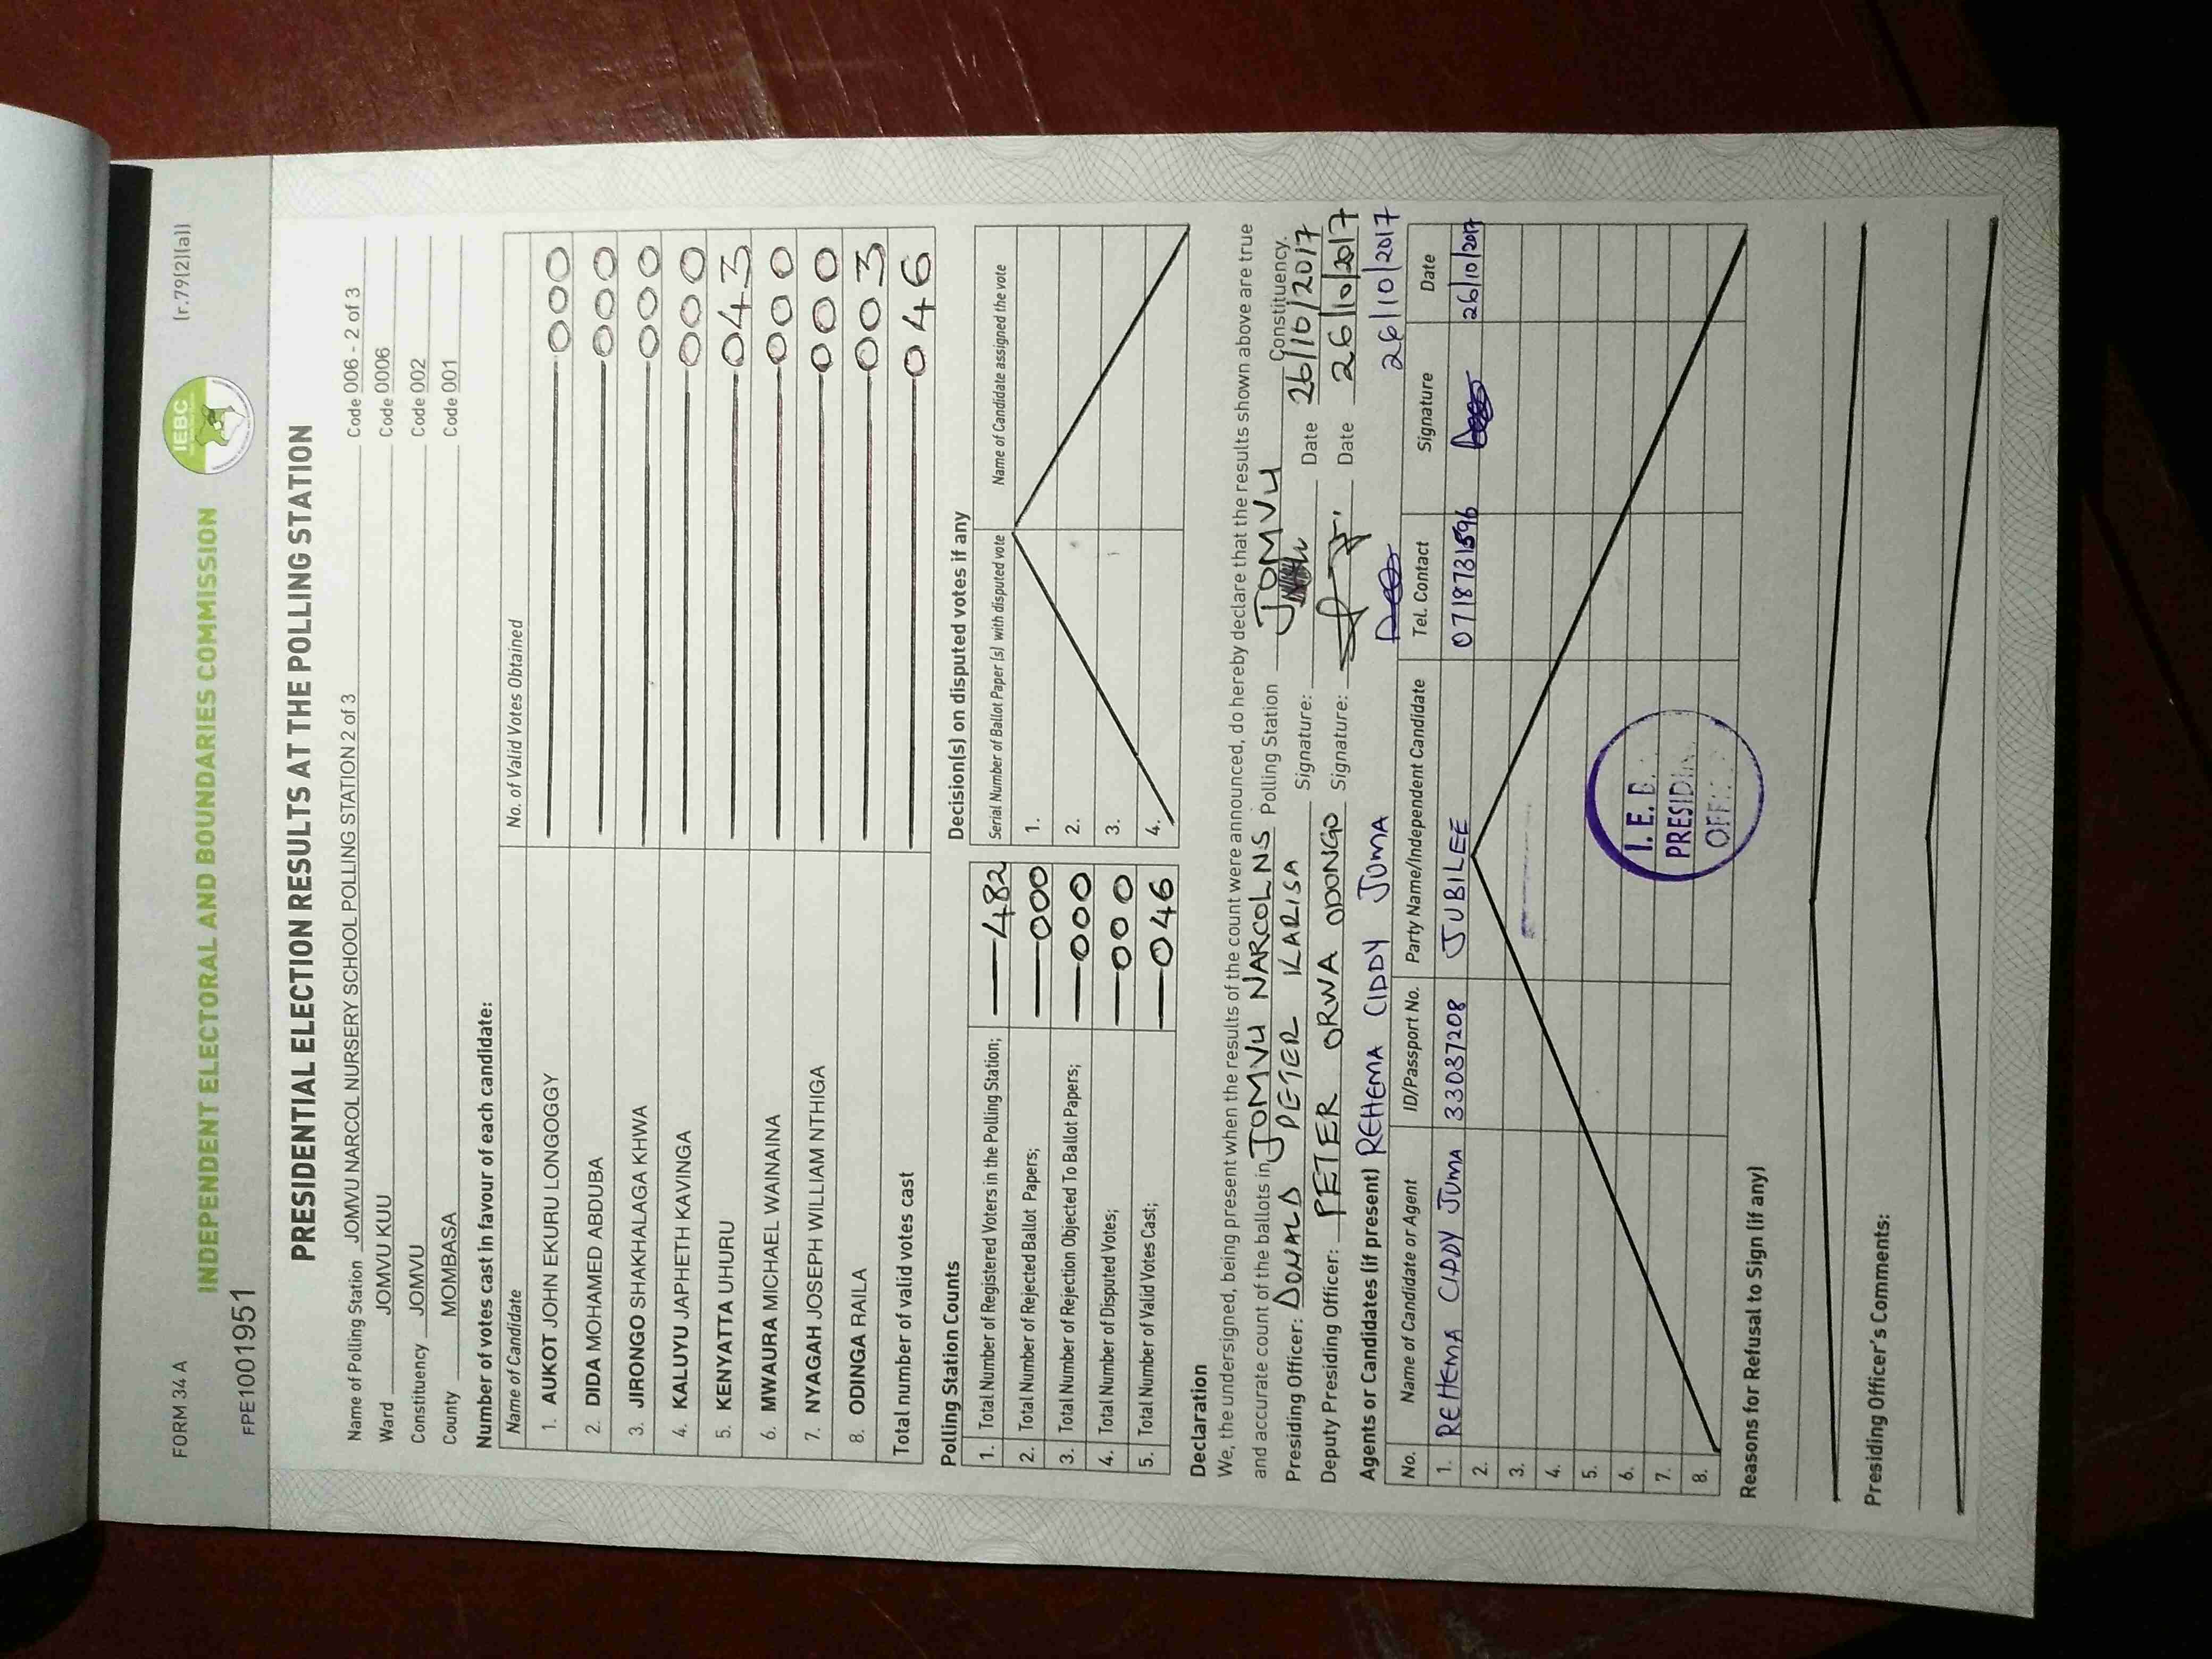 FORM 34 A
(r.79(2)(a))
INDEPENDENT ELECTORAL AND BOUNDARIES COMMISSION
IEBC
FPE1001951
PRESIDENTIAL ELECTION RESULTS AT THE POLLING STATION
Name of Polling Station JOMVU NARCOL NURSERY SCHOOL POLLING STATION 2 of 3 Code 006 - 2 of 3
Ward JOMVU KUU Code 0006
Constituency JOMVU Code 002
County MOMBASA Code 001
Number of votes cast in favour of each candidate:
Name of Candidate No. of Valid Votes Obtained
1. AUKOT JOHN EKURU LONGOGGY 000
2. DIDA MOHAMED ABDUBA 000
3. JIRONGO SHAKHALAGA KHWA 000
4. KALUYU JAPHETH KAVINGA 000
5. KENYATTA UHURU 043
6. MWAURA MICHAEL WAINAINA 000
7. NYAGAH JOSEPH WILLIAM NTHIGA 000
8. ODINGA RAILA 003
Total number of valid votes cast 046
Polling Station Counts
1. Total Number of Registered Voters in the Polling Station; 482
2. Total Number of Rejected Ballot Papers; 000
3. Total Number of Rejection Objected To Ballot Papers; 000
4. Total Number of Disputed Votes; 000
5. Total Number of Valid Votes Cast; 046
Decision(s) on disputed votes if any
Serial Number of Ballot Paper (s) with disputed vote Name of Candidate assigned the vote
1.
2.
3.
4.
Declaration
We, the undersigned, being present when the results of the count were announced, do hereby declare that the results shown above are true
and accurate count of the ballots in JOMVU NARCOLNS Polling Station JOMVU Constituency.
Presiding Officer: DONALD PETER KARISA Signature: Date 26/10/2017
Deputy Presiding Officer: PETER ORWA ODONGO Signature: Date 26/10/2017
Agents or Candidates (if present) REHEMA CIDDY JUMA 26/10/2017
No. Name of Candidate or Agent ID/Passport No. Party Name/Independent Candidate Tel. Contact Signature Date
1. REHEMA CIDDY JUMA 33037208 JUBILEE 0718731596 26/10/2017
2.
3.
4.
5.
6.
7.
8.
I. E. B.
PRESIDIN
OFFI
Reasons for Refusal to Sign (if any)
Presiding Officer's Comments: